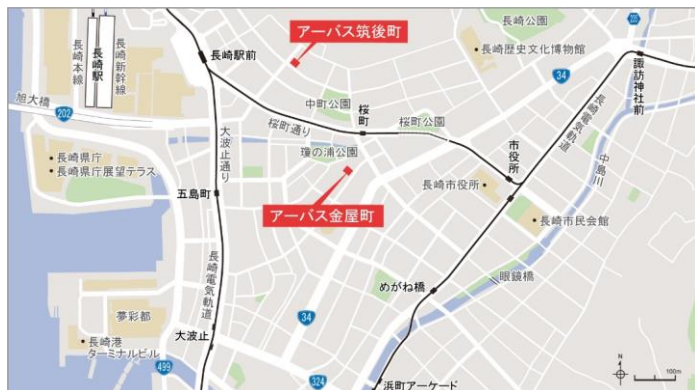 長崎本線
長崎駅
長崎新幹線
長崎駅前
アーバス筑後町
長崎公園
長崎歴史文化博物館
34
諏訪神社前
旭大橋
202
中町公園
桜町
桜町公園
桜町通り
大波止通り
長崎電気軌道
中島川
市役所
瓊の浦公園
長崎県庁
長崎県庁展望テラス
五島町
アーバス金屋町
長崎市役所
長崎市民会館
眼鏡橋
めがね橋
長崎電気軌道
34
夢彩都
大波止
長崎港
ターミナルビル
499
324
浜町アーケード
N
100m